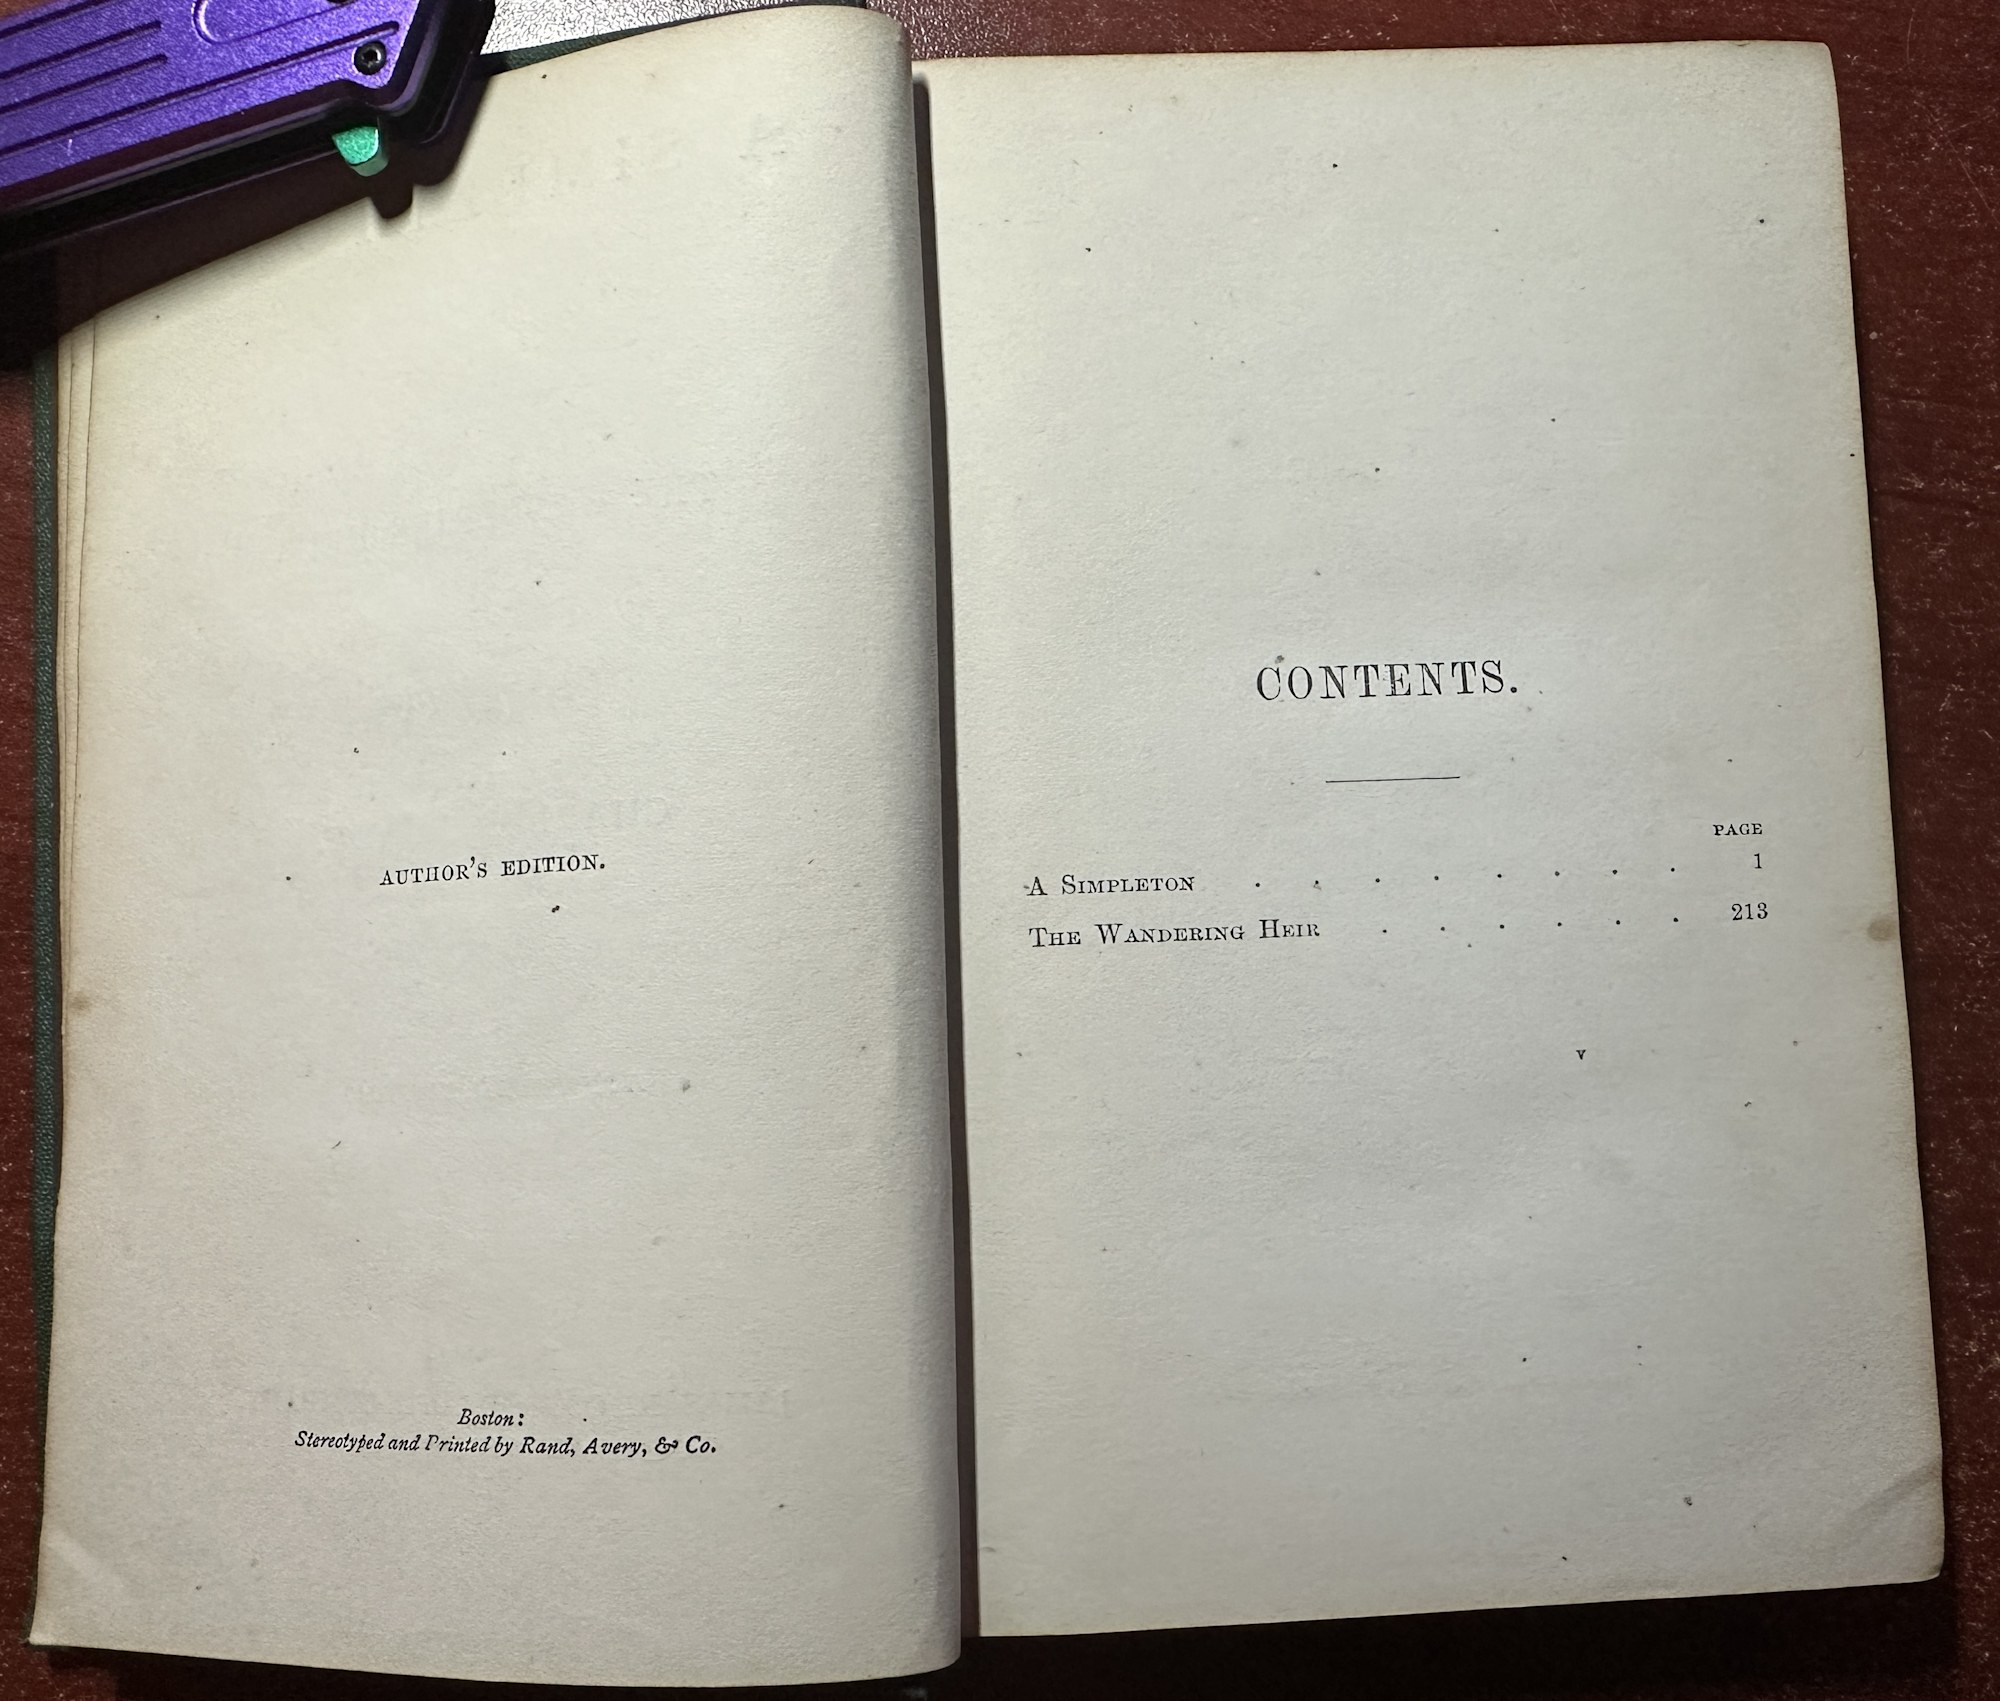 AUTHOR'S EDITION.
Boston:
Stereotyped and Printed by Rand, Avery, & Co.
CONTENTS.
PAGE
A Simpleton . . . . . . . . 1
The Wandering Heir . . . . . . 213
v